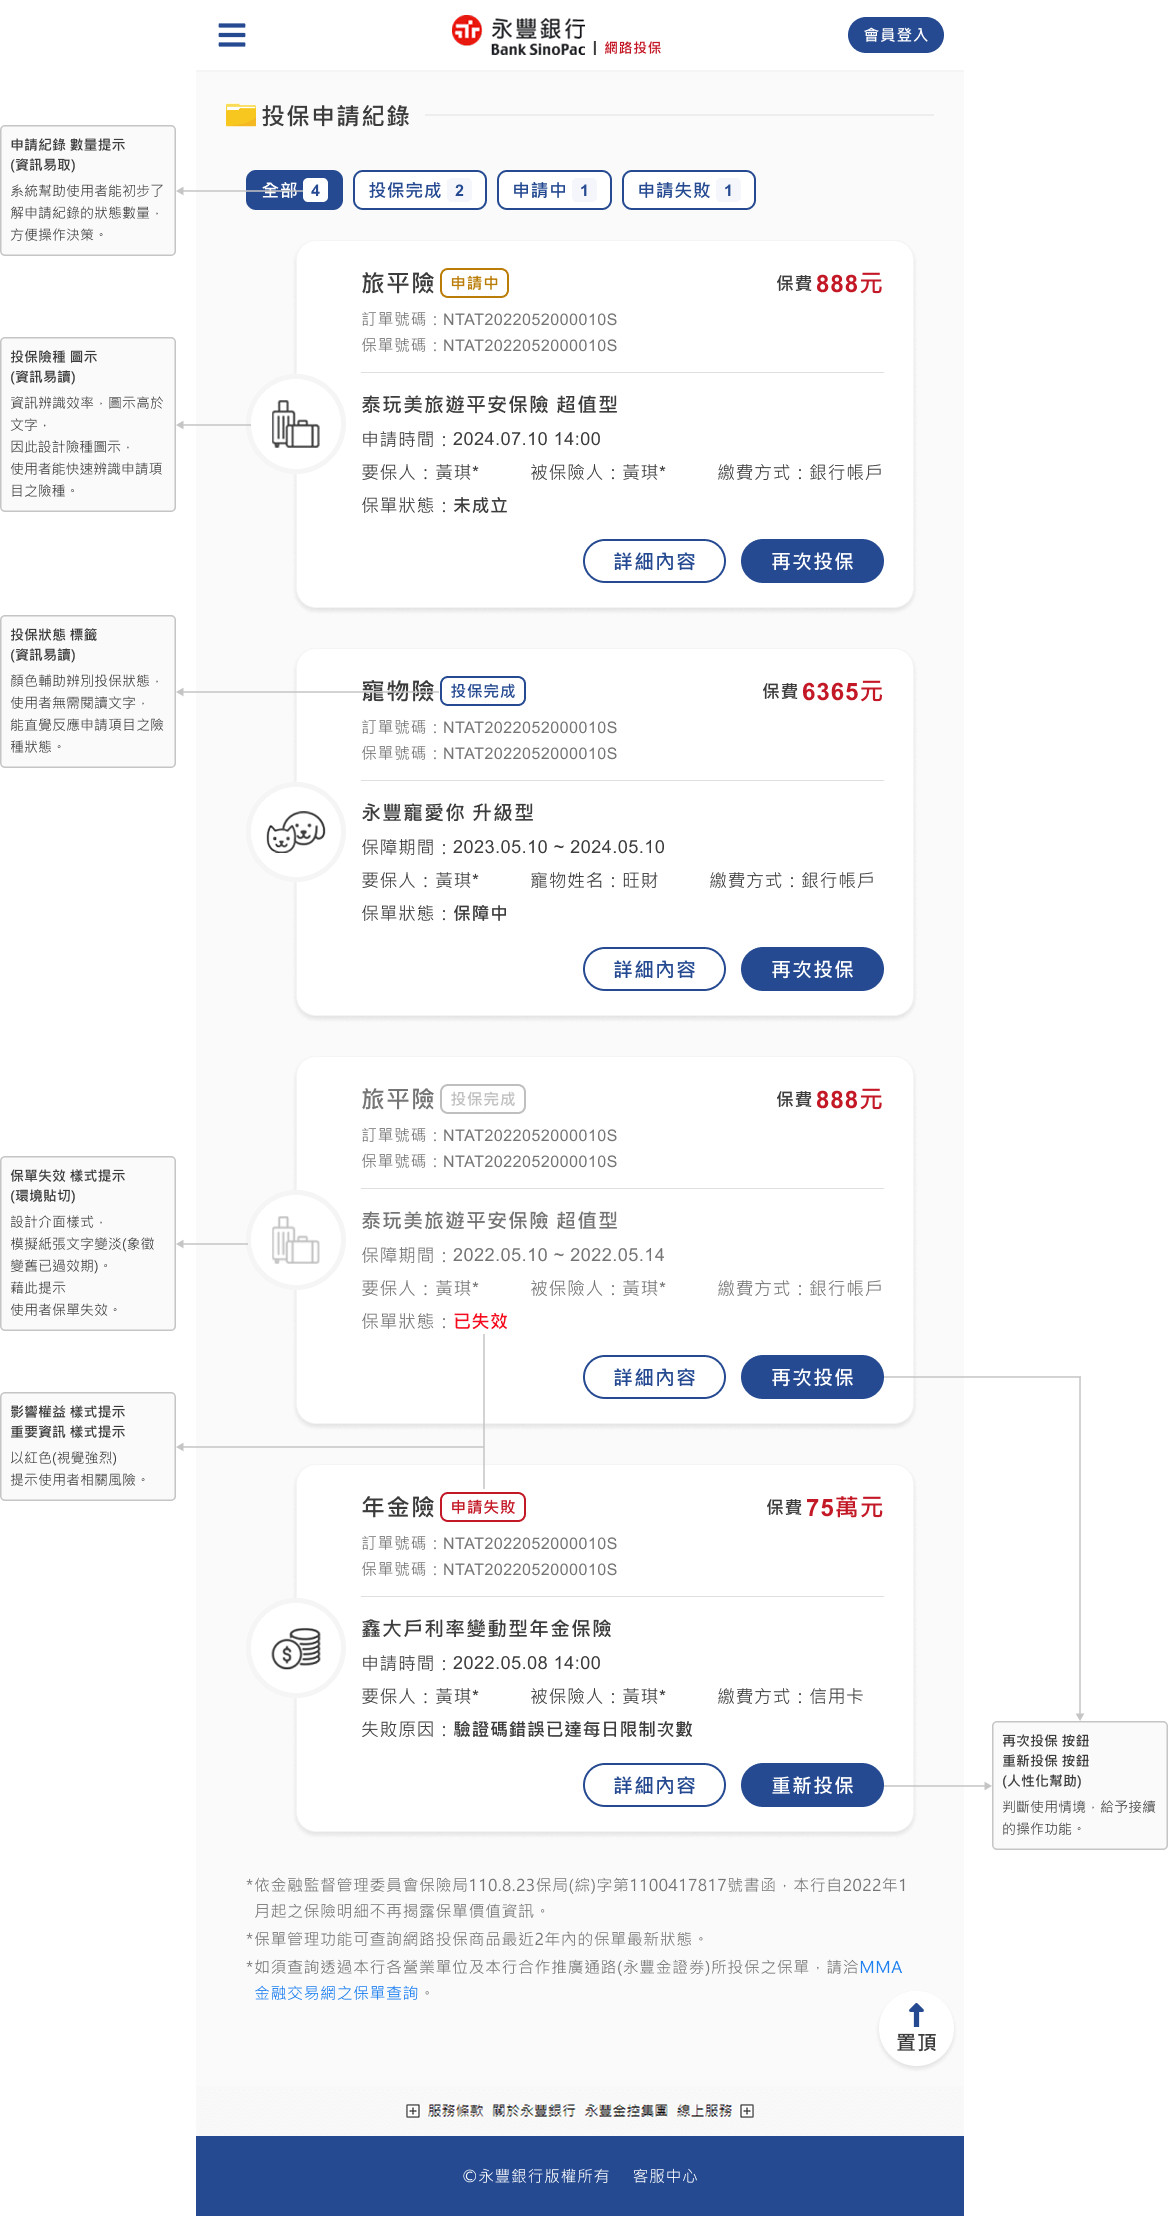 永豐銀行
Bank SinoPac | 網路投保
會員登入
投保申請紀錄
全部 4
投保完成 2
申請中 1
申請失敗 1
申請紀錄 數量提示
(資訊易取)
系統幫助使用者能初步了
解申請紀錄的狀態數量，
方便操作決策。
旅平險 申請中
保費888元
訂單號碼：NTAT2022052000010S
保單號碼：NTAT2022052000010S
泰玩美旅遊平安保險 超值型
申請時間：2024.07.10 14:00
要保人：黃琪* 被保險人：黃琪* 繳費方式：銀行帳戶
保單狀態：未成立
詳細內容
再次投保
投保險種 圖示
(資訊易讀)
資訊辨識效率，圖示高於
文字，
因此設計險種圖示，
使用者能快速辨識申請項
目之險種。
寵物險 投保完成
保費6365元
訂單號碼：NTAT2022052000010S
保單號碼：NTAT2022052000010S
永豐寵愛你 升級型
保障期間：2023.05.10 ~ 2024.05.10
要保人：黃琪* 寵物姓名：旺財 繳費方式：銀行帳戶
保單狀態：保障中
詳細內容
再次投保
投保狀態 標籤
(資訊易讀)
顏色輔助辨別投保狀態，
使用者無需閱讀文字，
能直覺反應申請項目之險
種狀態。
旅平險 投保完成
保費888元
訂單號碼：NTAT2022052000010S
保單號碼：NTAT2022052000010S
泰玩美旅遊平安保險 超值型
保障期間：2022.05.10 ~ 2022.05.14
要保人：黃琪* 被保險人：黃琪* 繳費方式：銀行帳戶
保單狀態：已失效
詳細內容
再次投保
保單失效 樣式提示
(環境貼切)
設計介面樣式，
模擬紙張文字變淡(象徵
變舊已過效期)。
藉此提示
使用者保單失效。
影響權益 樣式提示
重要資訊 樣式提示
以紅色(視覺強烈)
提示使用者相關風險。
年金險 申請失敗
保費75萬元
訂單號碼：NTAT2022052000010S
保單號碼：NTAT2022052000010S
鑫大戶利率變動型年金保險
申請時間：2022.05.08 14:00
要保人：黃琪* 被保險人：黃琪* 繳費方式：信用卡
失敗原因：驗證碼錯誤已達每日限制次數
詳細內容
重新投保
再次投保 按鈕
重新投保 按鈕
(人性化幫助)
判斷使用情境，給予接續
的操作功能。
*依金融監督管理委員會保險局110.8.23保局(綜)字第1100417817號書函，本行自2022年1
月起之保險明細不再揭露保單價值資訊。
*保單管理功能可查詢網路投保商品最近2年內的保單最新狀態。
*如須查詢透過本行各營業單位及本行合作推廣通路(永豐金證券)所投保之保單，請洽MMA
金融交易網之保單查詢。
置頂
服務條款 關於永豐銀行 永豐金控集團 線上服務
©永豐銀行版權所有 客服中心